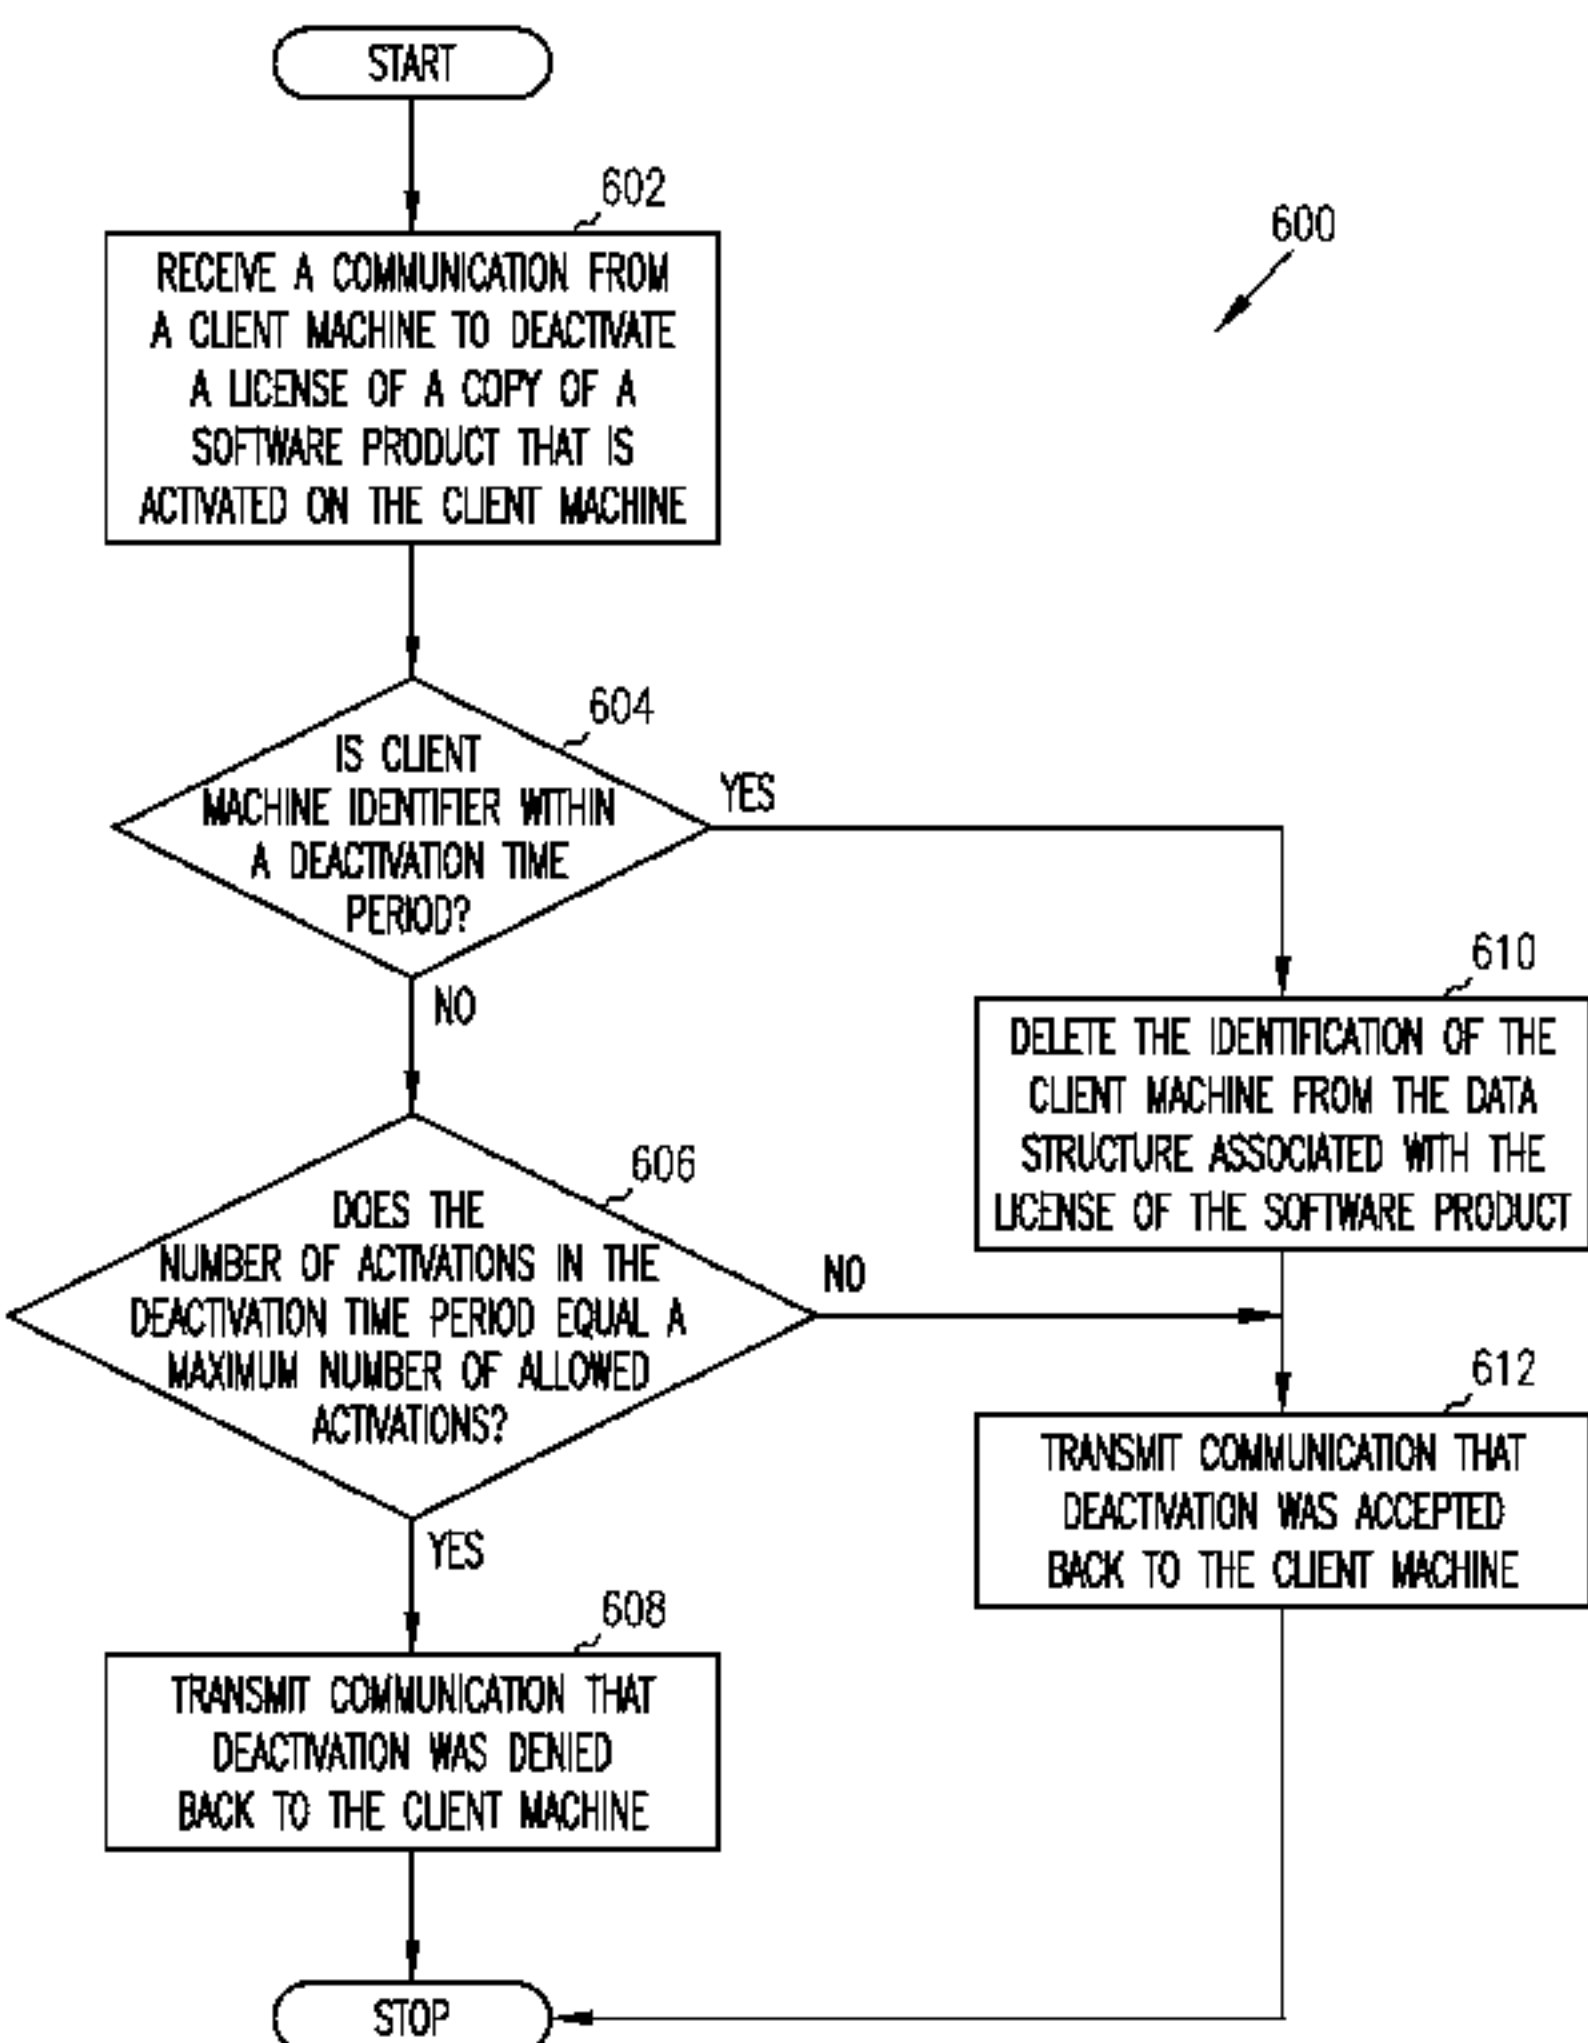 START
602
RECEIVE A COMMUNICATION FROM
A CLIENT MACHINE TO DEACTIVATE
A LICENSE OF A COPY OF A
SOFTWARE PRODUCT THAT IS
ACTIVATED ON THE CLIENT MACHINE
600
604
IS CLIENT
MACHINE IDENTIFIER WITHIN
A DEACTIVATION TIME
PERIOD?
YES
NO
610
DELETE THE IDENTIFICATION OF THE
CLIENT MACHINE FROM THE DATA
STRUCTURE ASSOCIATED WITH THE
LICENSE OF THE SOFTWARE PRODUCT
606
DOES THE
NUMBER OF ACTIVATIONS IN THE
DEACTIVATION TIME PERIOD EQUAL A
MAXIMUM NUMBER OF ALLOWED
ACTIVATIONS?
NO
YES
612
TRANSMIT COMMUNICATION THAT
DEACTIVATION WAS ACCEPTED
BACK TO THE CLIENT MACHINE
608
TRANSMIT COMMUNICATION THAT
DEACTIVATION WAS DENIED
BACK TO THE CLIENT MACHINE
STOP